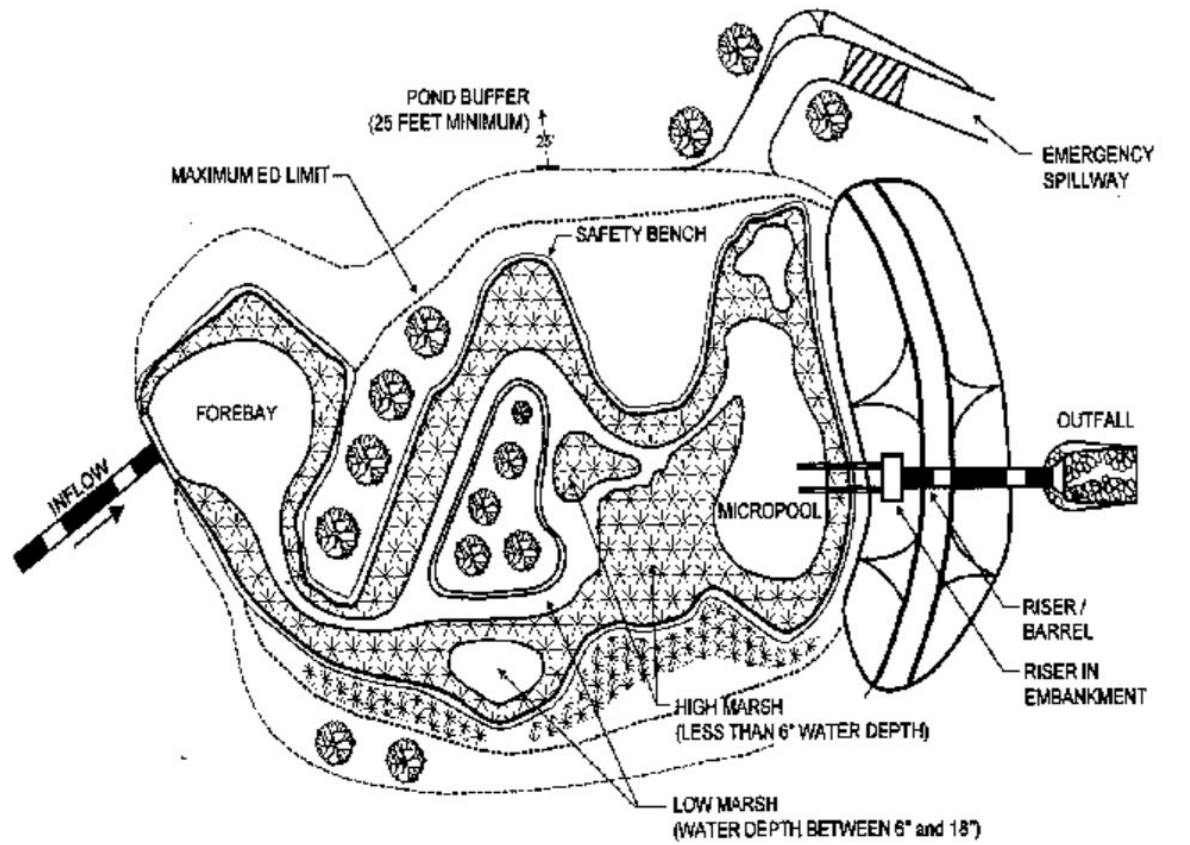 POND BUFFER
(25 FEET MINIMUM)
25'
MAXIMUM ED LIMIT
EMERGENCY
SPILLWAY
SAFETY BENCH
FOREBAY
INFLOW
OUTFALL
MICROPOOL
RISER /
BARREL
RISER IN
EMBANKMENT
HIGH MARSH
(LESS THAN 6" WATER DEPTH)
LOW MARSH
(WATER DEPTH BETWEEN 6" and 18")